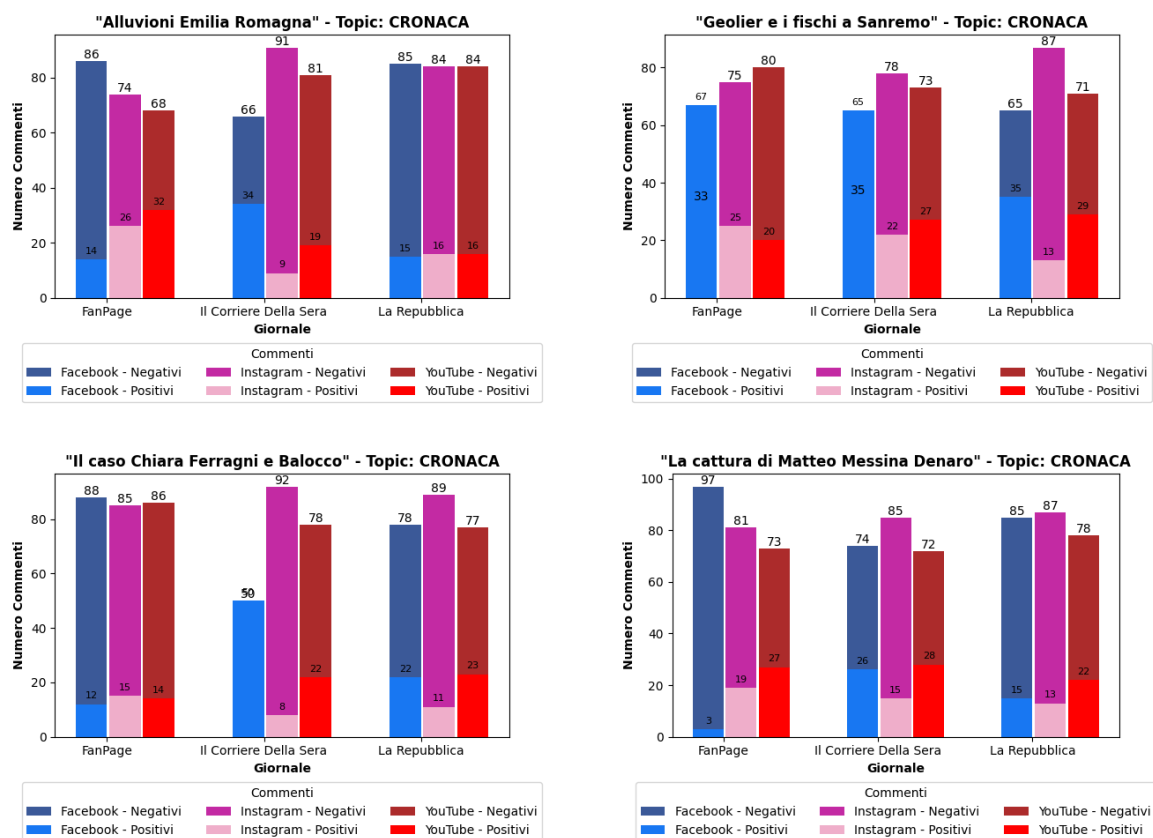 "Alluvioni Emilia Romagna" - Topic: CRONACA
Numero Commenti
80
60
40
20
0
86
74
68
66
91
81
85
84
84
14
26
32
34
9
19
15
16
16
FanPage
Il Corriere Della Sera
La Repubblica
Giornale
Commenti
Facebook - Negativi
Instagram - Negativi
YouTube - Negativi
Facebook - Positivi
Instagram - Positivi
YouTube - Positivi
"Geolier e i fischi a Sanremo" - Topic: CRONACA
Numero Commenti
80
60
40
20
0
67
75
80
65
78
73
65
87
71
33
25
20
35
22
27
35
13
29
FanPage
Il Corriere Della Sera
La Repubblica
Giornale
Commenti
Facebook - Negativi
Instagram - Negativi
YouTube - Negativi
Facebook - Positivi
Instagram - Positivi
YouTube - Positivi
"Il caso Chiara Ferragni e Balocco" - Topic: CRONACA
Numero Commenti
80
60
40
20
0
88
85
86
50
92
78
78
89
77
12
15
14
50
8
22
22
11
23
FanPage
Il Corriere Della Sera
La Repubblica
Giornale
Commenti
Facebook - Negativi
Instagram - Negativi
YouTube - Negativi
Facebook - Positivi
Instagram - Positivi
YouTube - Positivi
"La cattura di Matteo Messina Denaro" - Topic: CRONACA
Numero Commenti
100
80
60
40
20
0
97
81
73
74
85
72
85
87
78
3
19
27
26
15
28
15
13
22
FanPage
Il Corriere Della Sera
La Repubblica
Giornale
Commenti
Facebook - Negativi
Instagram - Negativi
YouTube - Negativi
Facebook - Positivi
Instagram - Positivi
YouTube - Positivi